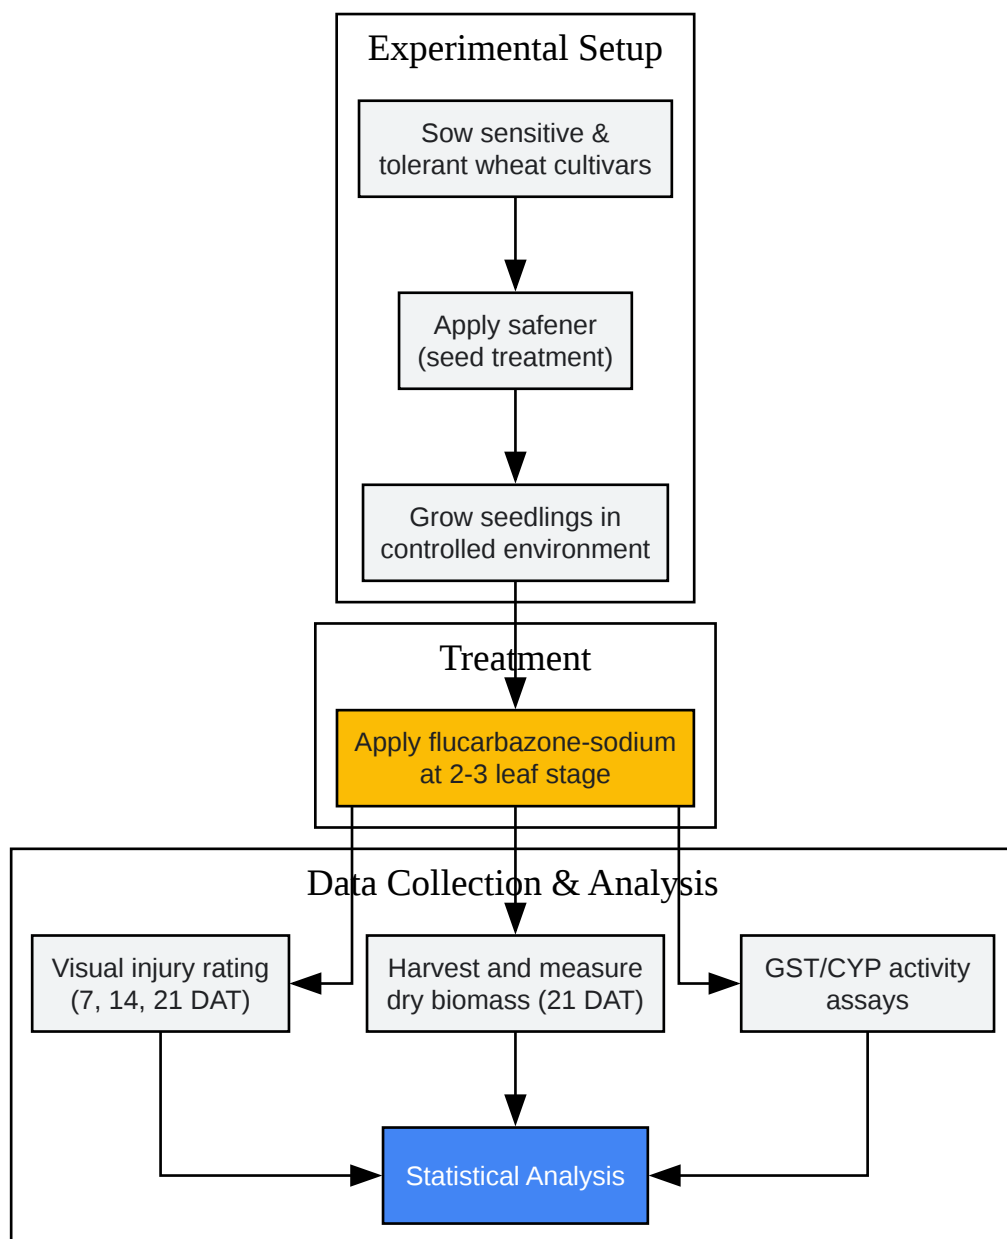 Experimental Setup
Sow sensitive &
tolerant wheat cultivars
Apply safener
(seed treatment)
Grow seedlings in
controlled environment
Treatment
Apply flucarbazone-sodium
at 2-3 leaf stage
Data Collection & Analysis
Visual injury rating
(7, 14, 21 DAT)
Harvest and measure
dry biomass (21 DAT)
GST/CYP activity
assays
Statistical Analysis